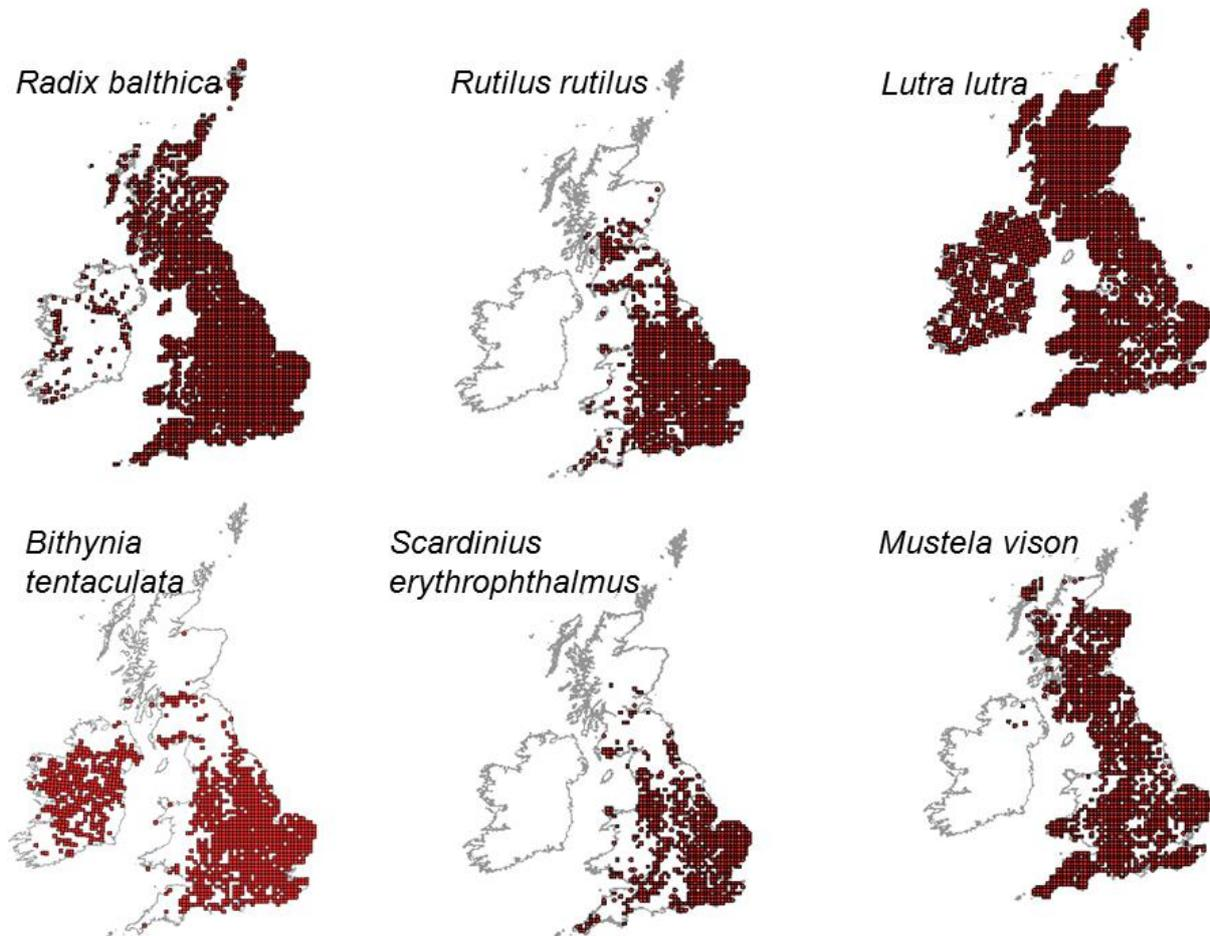 Radix balthica
Rutilus rutilus
Lutra lutra
Bithynia
tentaculata
Scardinius
erythrophthalmus
Mustela vison